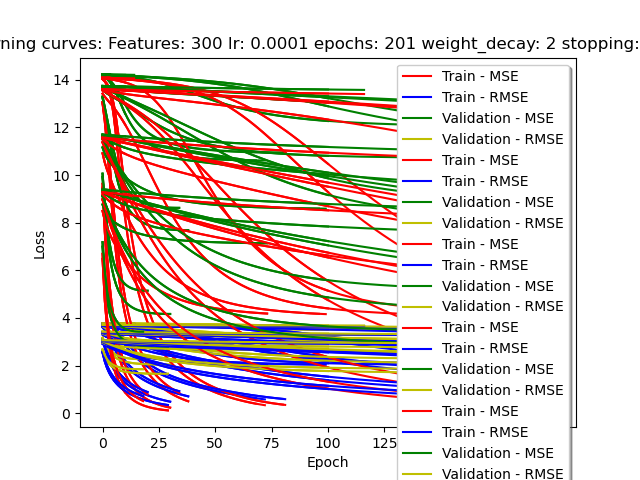 ning curves: Features: 300 lr: 0.0001 epochs: 201 weight_decay: 2 stopping:
14
12
10
8
6
4
2
0
Loss
0 25 50 75 100 125
Epoch
Train - MSE
Train - RMSE
Validation - MSE
Validation - RMSE
Train - MSE
Train - RMSE
Validation - MSE
Validation - RMSE
Train - MSE
Train - RMSE
Validation - MSE
Validation - RMSE
Train - MSE
Train - RMSE
Validation - MSE
Validation - RMSE
Train - MSE
Train - RMSE
Validation - MSE
Validation - RMSE